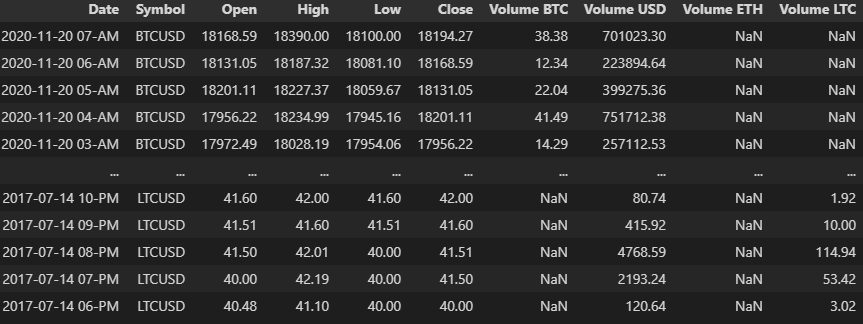 Date Symbol Open High Low Close Volume BTC Volume USD Volume ETH Volume LTC
2020-11-20 07-AM BTCUSD 18168.59 18390.00 18100.00 18194.27 38.38 701023.30 NaN NaN
2020-11-20 06-AM BTCUSD 18131.05 18187.32 18081.10 18168.59 12.34 223894.64 NaN NaN
2020-11-20 05-AM BTCUSD 18201.11 18227.37 18059.67 18131.05 22.04 399275.36 NaN NaN
2020-11-20 04-AM BTCUSD 17956.22 18234.99 17945.16 18201.11 41.49 751712.38 NaN NaN
2020-11-20 03-AM BTCUSD 17972.49 18028.19 17954.06 17956.22 14.29 257112.53 NaN NaN
... ... ... ... ... ... ... ... ... ...
2017-07-14 10-PM LTCUSD 41.60 42.00 41.60 42.00 NaN 80.74 NaN 1.92
2017-07-14 09-PM LTCUSD 41.51 41.60 41.51 41.60 NaN 415.92 NaN 10.00
2017-07-14 08-PM LTCUSD 41.50 42.01 40.00 41.51 NaN 4768.59 NaN 114.94
2017-07-14 07-PM LTCUSD 40.00 42.19 40.00 41.50 NaN 2193.24 NaN 53.42
2017-07-14 06-PM LTCUSD 40.48 41.10 40.00 40.00 NaN 120.64 NaN 3.02